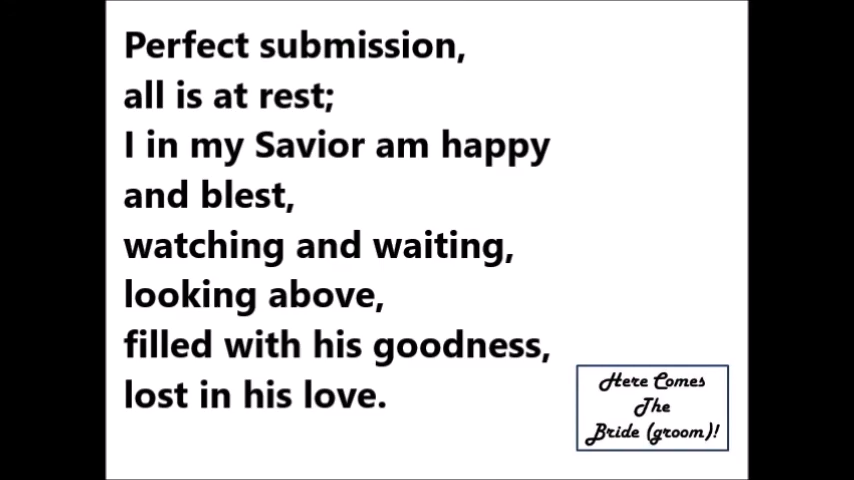 Perfect submission,
all is at rest;
I in my Savior am happy
and blest,
watching and waiting,
looking above,
filled with his goodness,
lost in his love.
Here Comes
The
Bride (groom)!